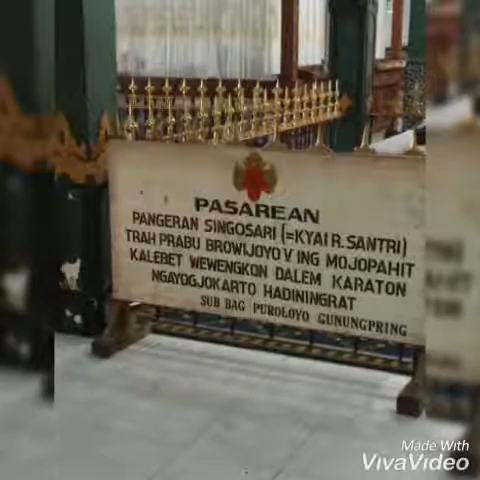 PASAREAN
PANGERAN SINGOSARI (=KYAI R. SANTRI)
TRAH PRABU BROWIJOYO V ING MOJOPAHIT
KALEBET WEWENGKON DALEM KARATON
NGAYOGJOKARTO HADININGRAT
SUB BAG PUROLOYO GUNUNGPRING
Made With
VivaVideo